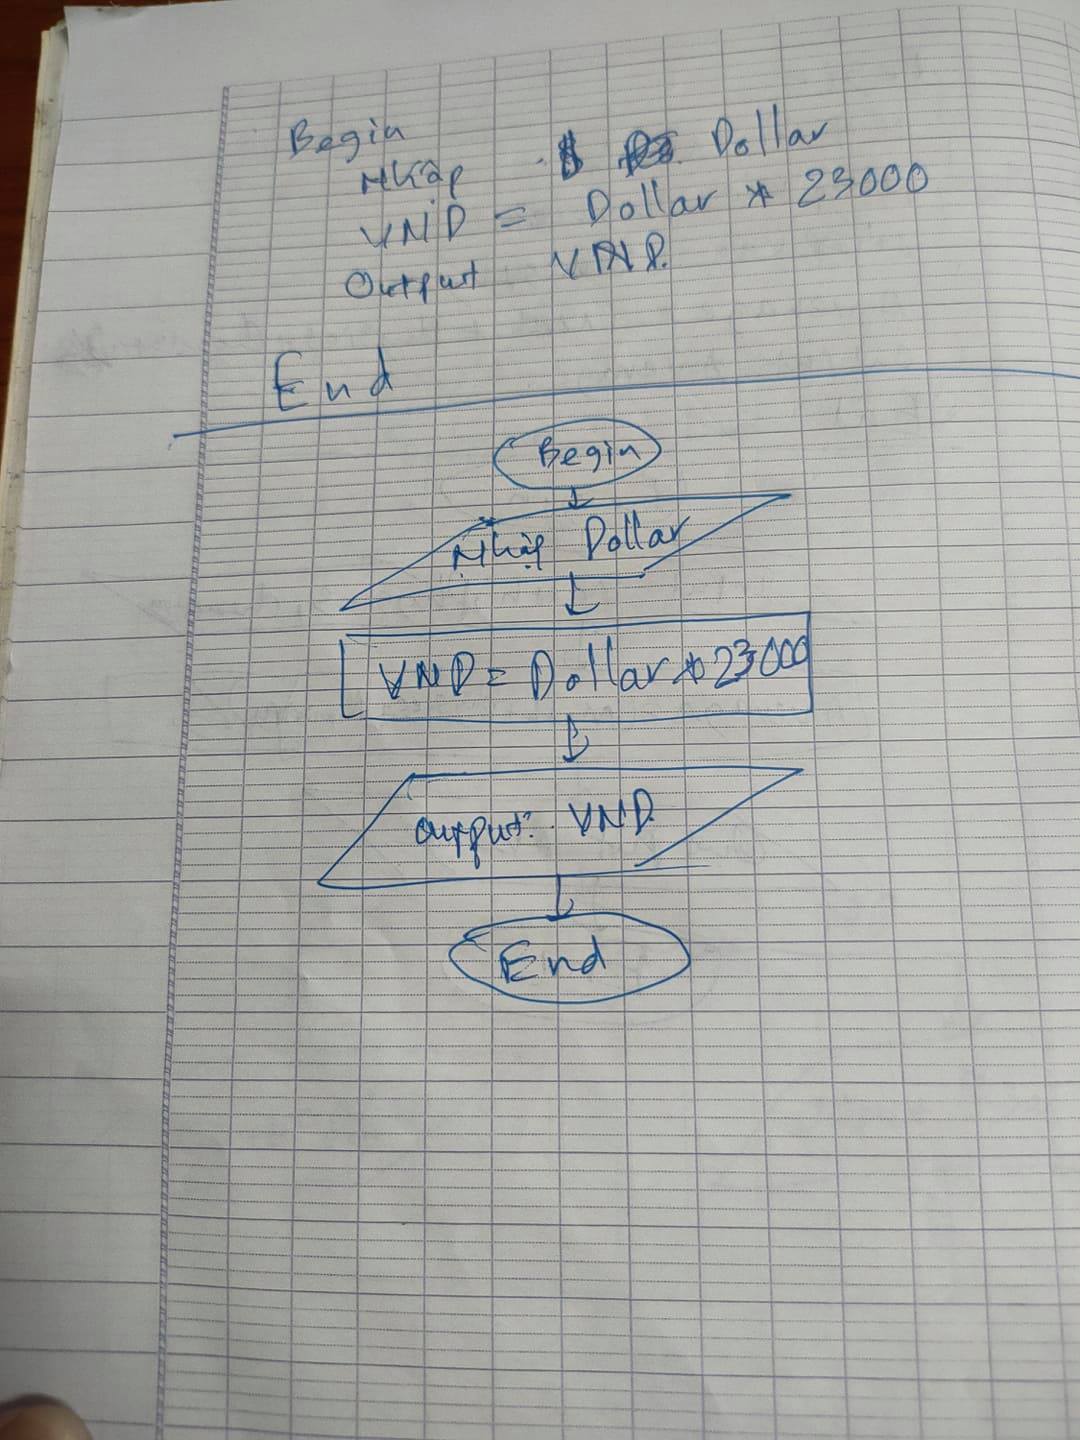 Begin
Nhập Dollar
VND = Dollar * 23000
Output VND.
End
Begin
Nhập Dollar
VND = Dollar * 23000
Output: VND.
End